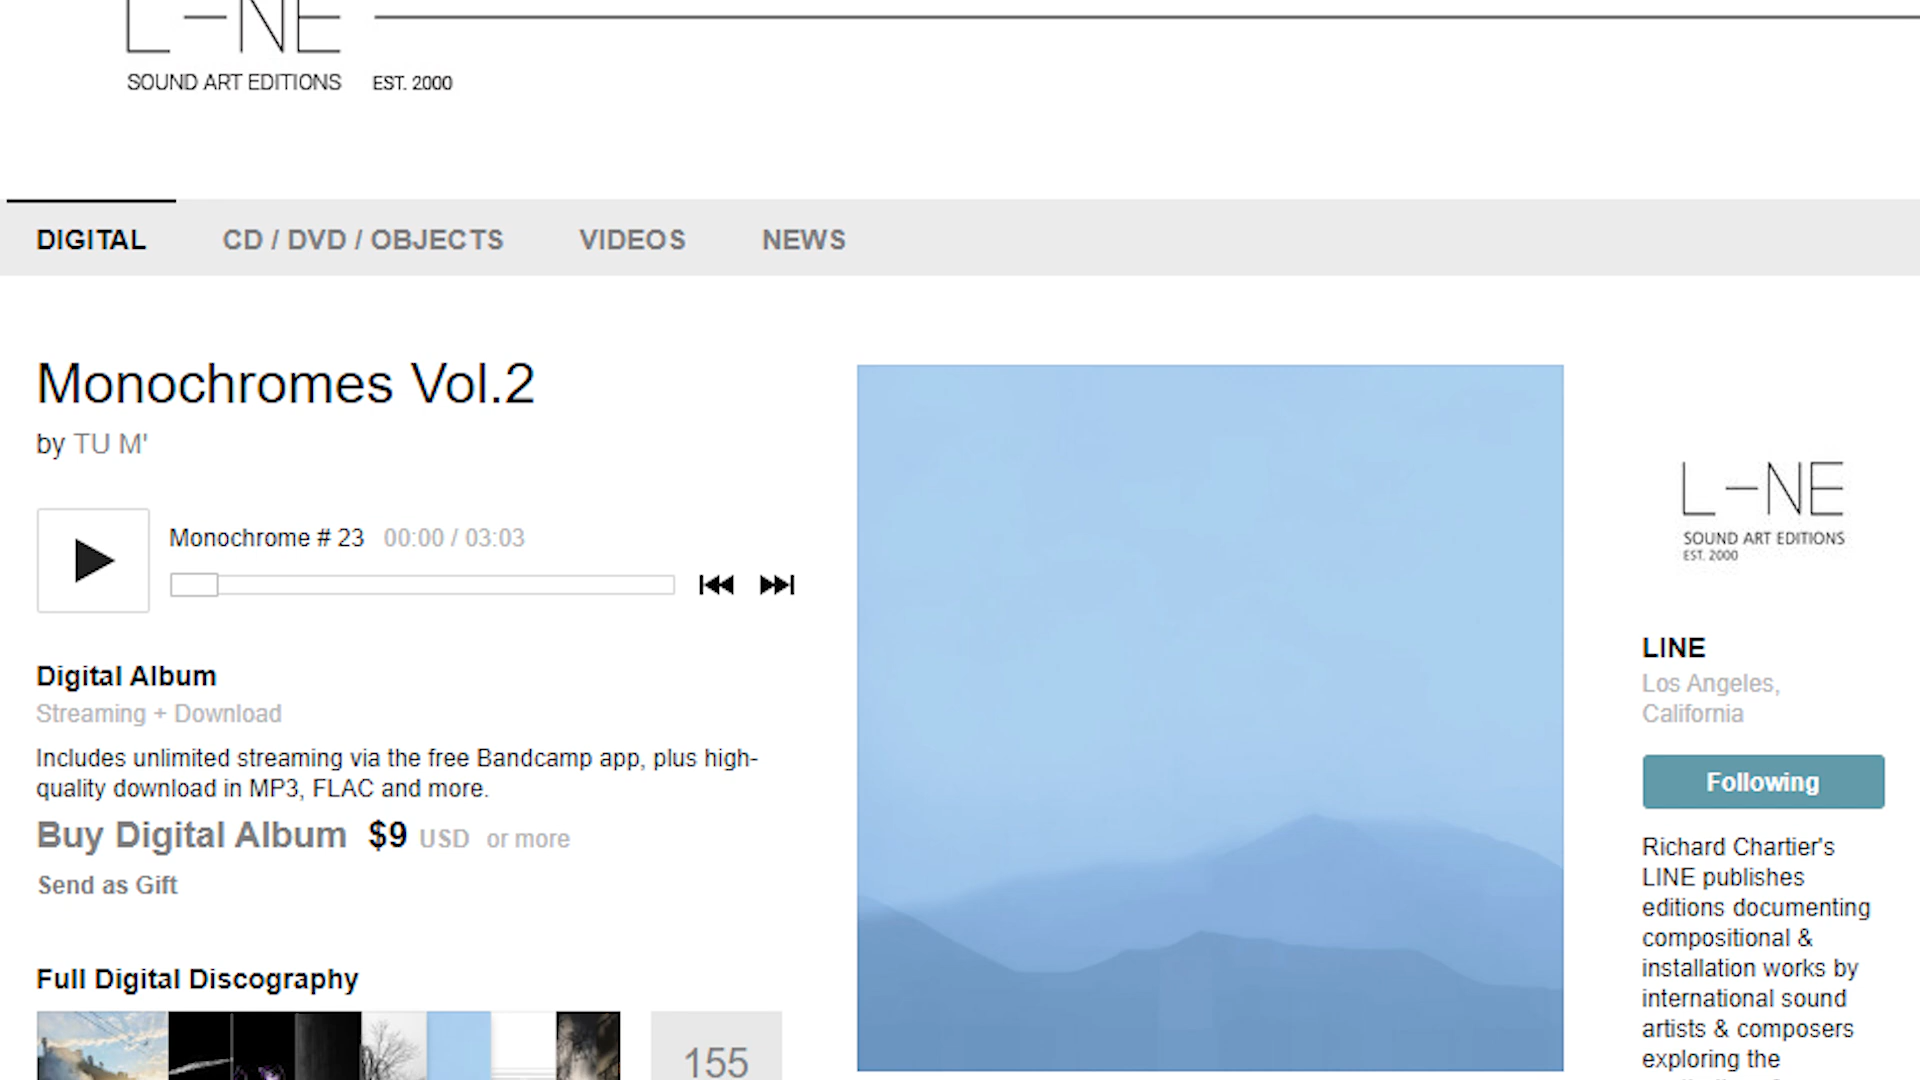 L–NE
SOUND ART EDITIONS EST. 2000
DIGITAL CD / DVD / OBJECTS VIDEOS NEWS
Monochromes Vol.2
by TU M'
Monochrome # 23 00:00 / 03:03
Digital Album
Streaming + Download
Includes unlimited streaming via the free Bandcamp app, plus high-
quality download in MP3, FLAC and more.
Buy Digital Album $9 USD or more
Send as Gift
Full Digital Discography
155
L–NE
SOUND ART EDITIONS
EST. 2000
LINE
Los Angeles,
California
Following
Richard Chartier's
LINE publishes
editions documenting
compositional &
installation works by
international sound
artists & composers
exploring the